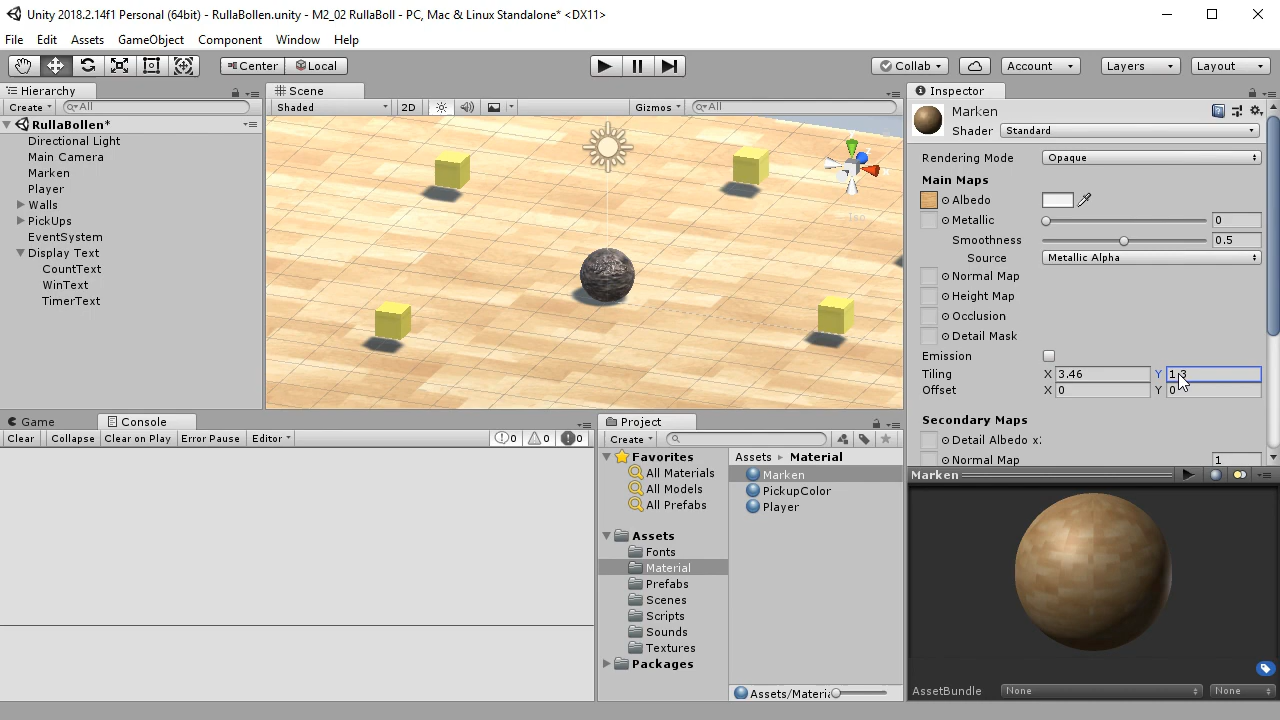 Unity 2018.2.14f1 Personal (64bit) - RullaBollen.unity - M2_02 RullaBoll - PC, Mac & Linux Standalone* <DX11>
File Edit Assets GameObject Component Window Help
Center Local Collab Account Layers Layout
Hierarchy
Create All
RullaBollen*
Directional Light
Main Camera
Marken
Player
Walls
PickUps
EventSystem
Display Text
CountText
WinText
TimerText
Scene
Shaded 2D Gizmos All
Iso
Inspector
Marken
Shader Standard
Rendering Mode Opaque
Main Maps
Albedo
Metallic 0
Smoothness 0.5
Source Metallic Alpha
Normal Map
Height Map
Occlusion
Detail Mask
Emission
Tiling X 3.46 Y 1.3
Offset X 0 Y 0
Secondary Maps
Detail Albedo x
Normal Map 1
Game Console
Clear Collapse Clear on Play Error Pause Editor 0 0 0
Project
Create
Favorites
All Materials
All Models
All Prefabs
Assets
Fonts
Material
Prefabs
Scenes
Scripts
Sounds
Textures
Packages
Assets Material
Marken
PickupColor
Player
Assets/Materia
Marken
AssetBundle None None